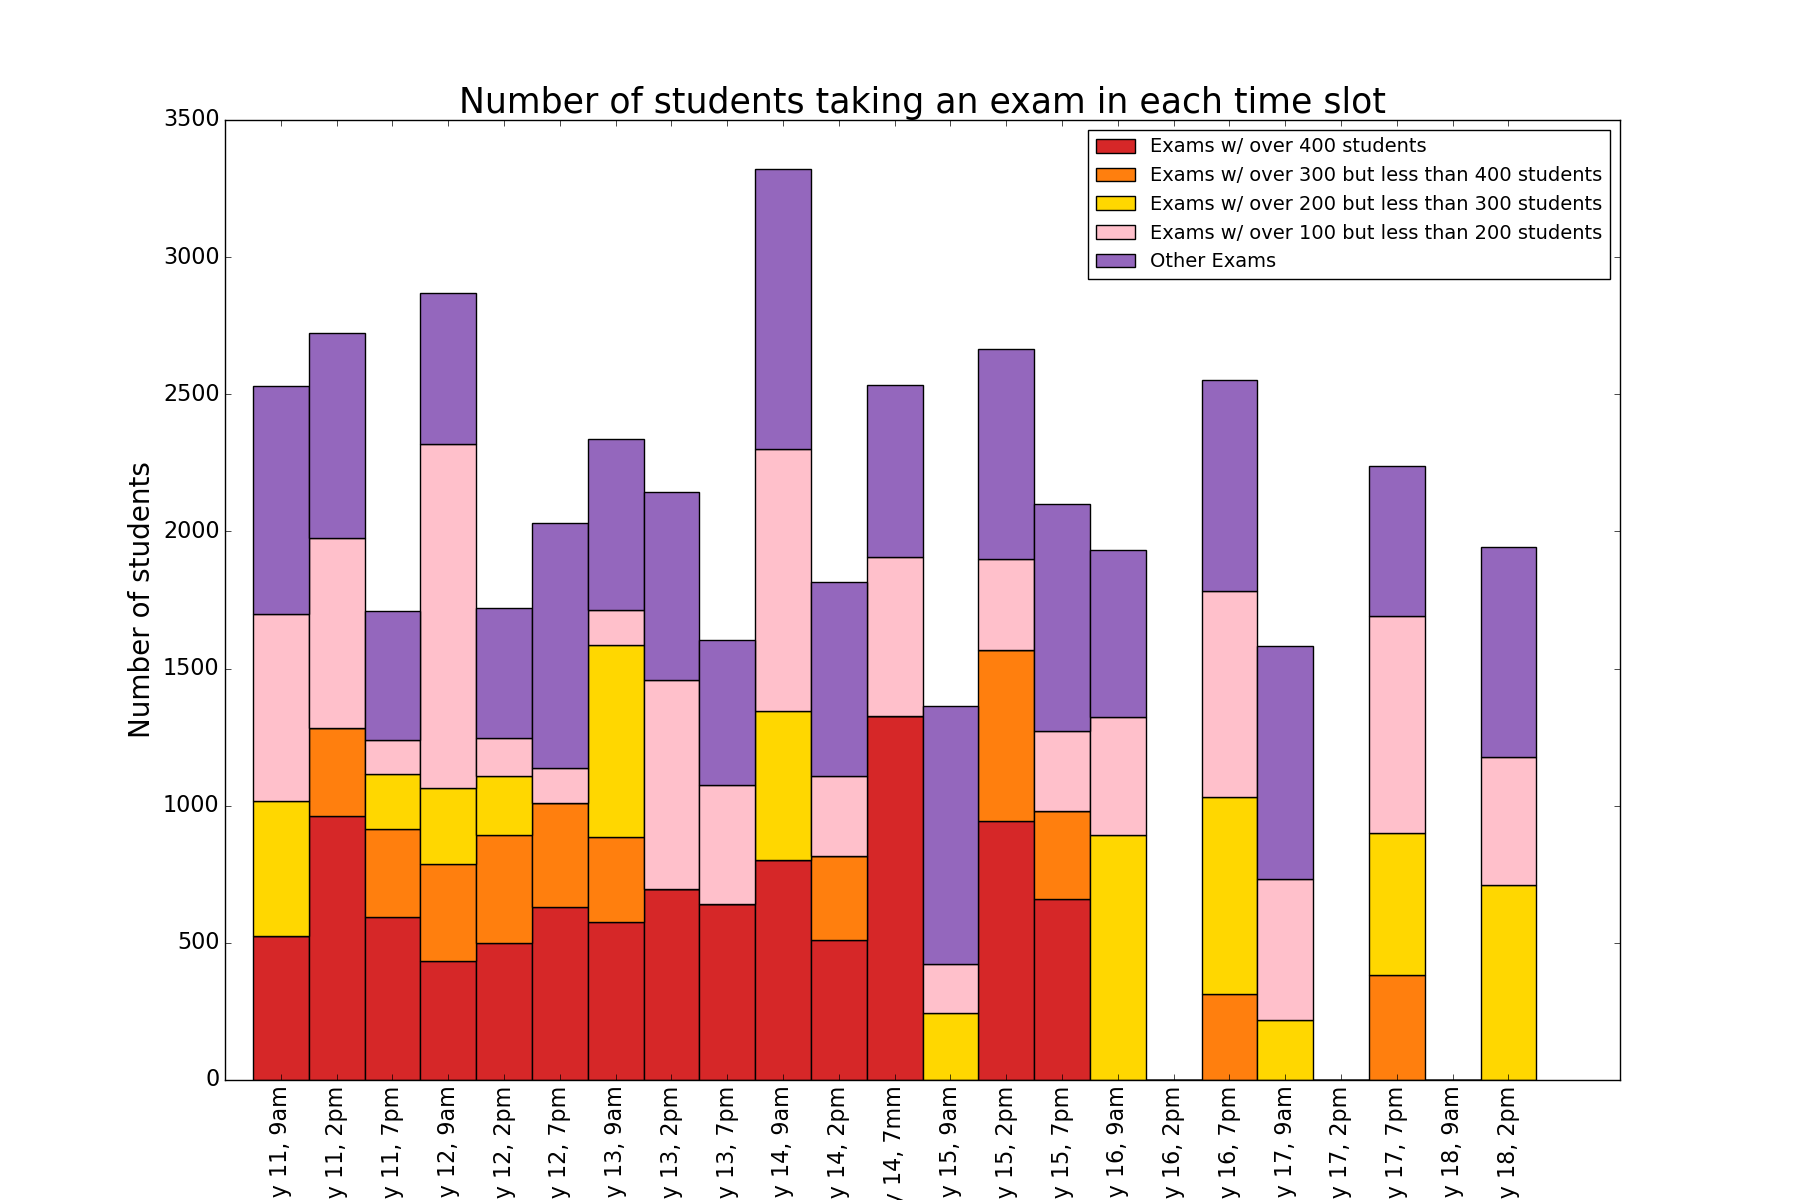 Number of students taking an exam in each time slot
Exams w/ over 400 students
Exams w/ over 300 but less than 400 students
Exams w/ over 200 but less than 300 students
Exams w/ over 100 but less than 200 students
Other Exams
Number of students
3500
3000
2500
2000
1500
1000
500
0
y 11, 9am
y 11, 2pm
y 11, 7pm
y 12, 9am
y 12, 2pm
y 12, 7pm
y 13, 9am
y 13, 2pm
y 13, 7pm
y 14, 9am
y 14, 2pm
y 14, 7mm
y 15, 9am
y 15, 2pm
y 15, 7pm
y 16, 9am
y 16, 2pm
y 16, 7pm
y 17, 9am
y 17, 2pm
y 17, 7pm
y 18, 9am
y 18, 2pm